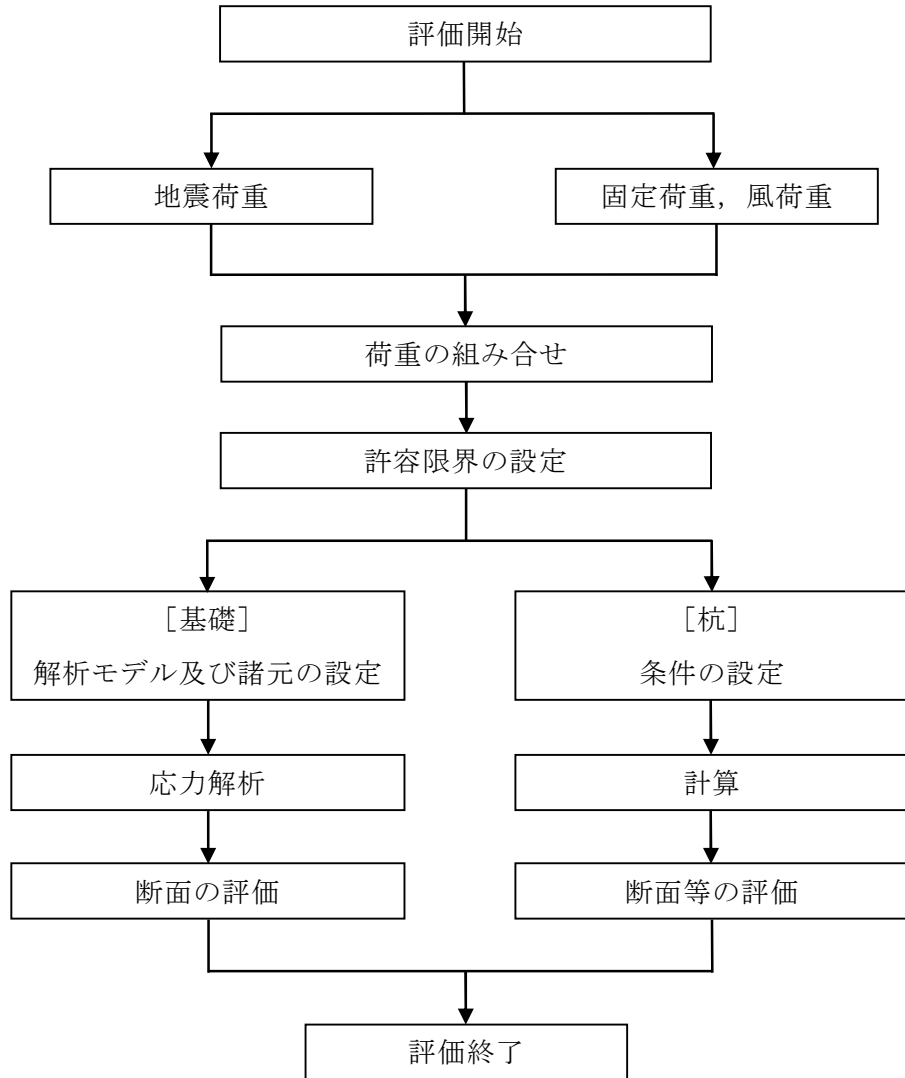 評価開始
地震荷重
固定荷重，風荷重
荷重の組み合せ
許容限界の設定
［基礎］
解析モデル及び諸元の設定
［杭］
条件の設定
応力解析
計算
断面の評価
断面等の評価
評価終了